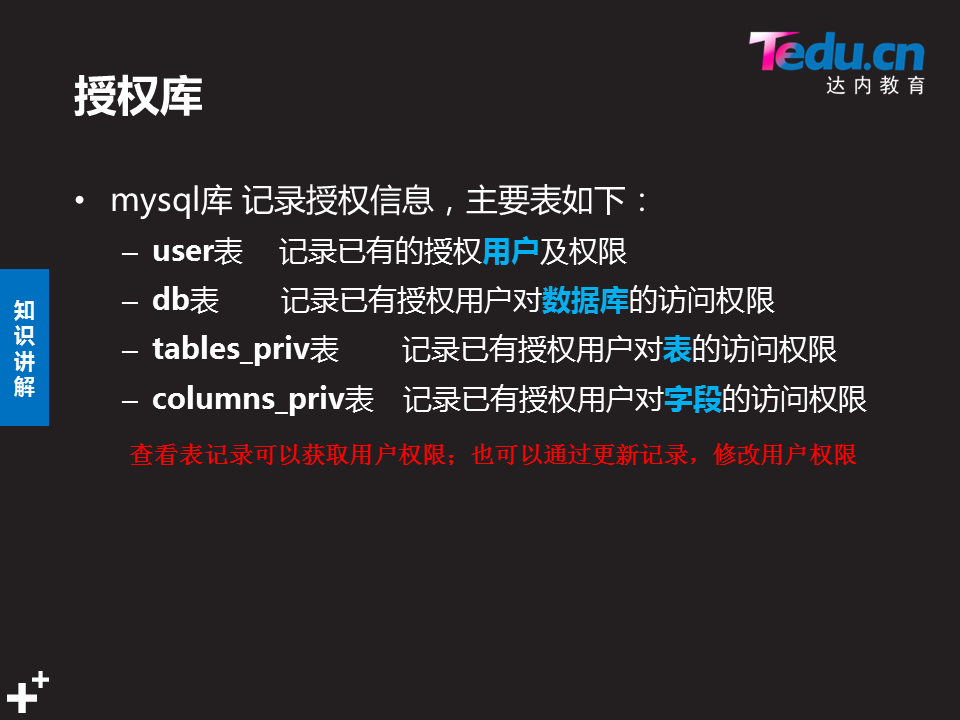 Tedu.cn
达内教育
授权库
• mysql库 记录授权信息，主要表如下：
– user表 记录已有的授权用户及权限
– db表 记录已有授权用户对数据库的访问权限
– tables_priv表 记录已有授权用户对表的访问权限
– columns_priv表 记录已有授权用户对字段的访问权限
查看表记录可以获取用户权限；也可以通过更新记录，修改用户权限
知识讲解